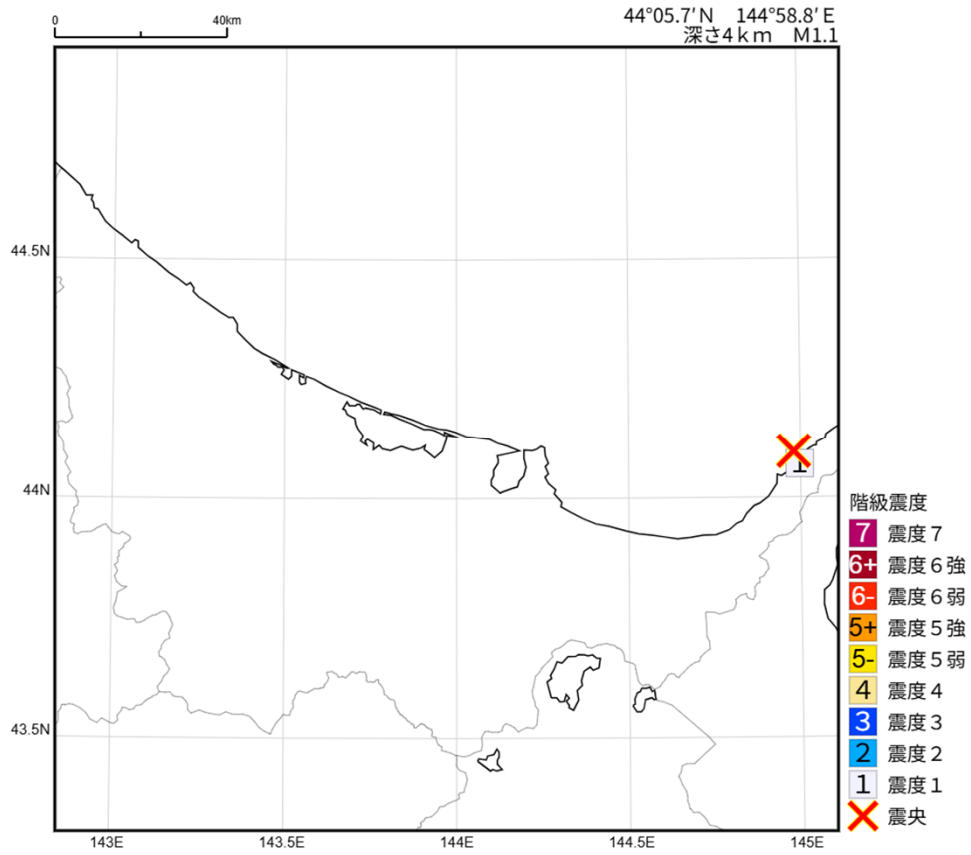 0 40km
44°05.7′N 144°58.8′E
深さ4km M1.1
44.5N
44N
43.5N
143E 143.5E 144E 144.5E 145E
1
階級震度
7 震度７
6+ 震度６強
6- 震度６弱
5+ 震度５強
5- 震度５弱
4 震度４
3 震度３
2 震度２
1 震度１
震央